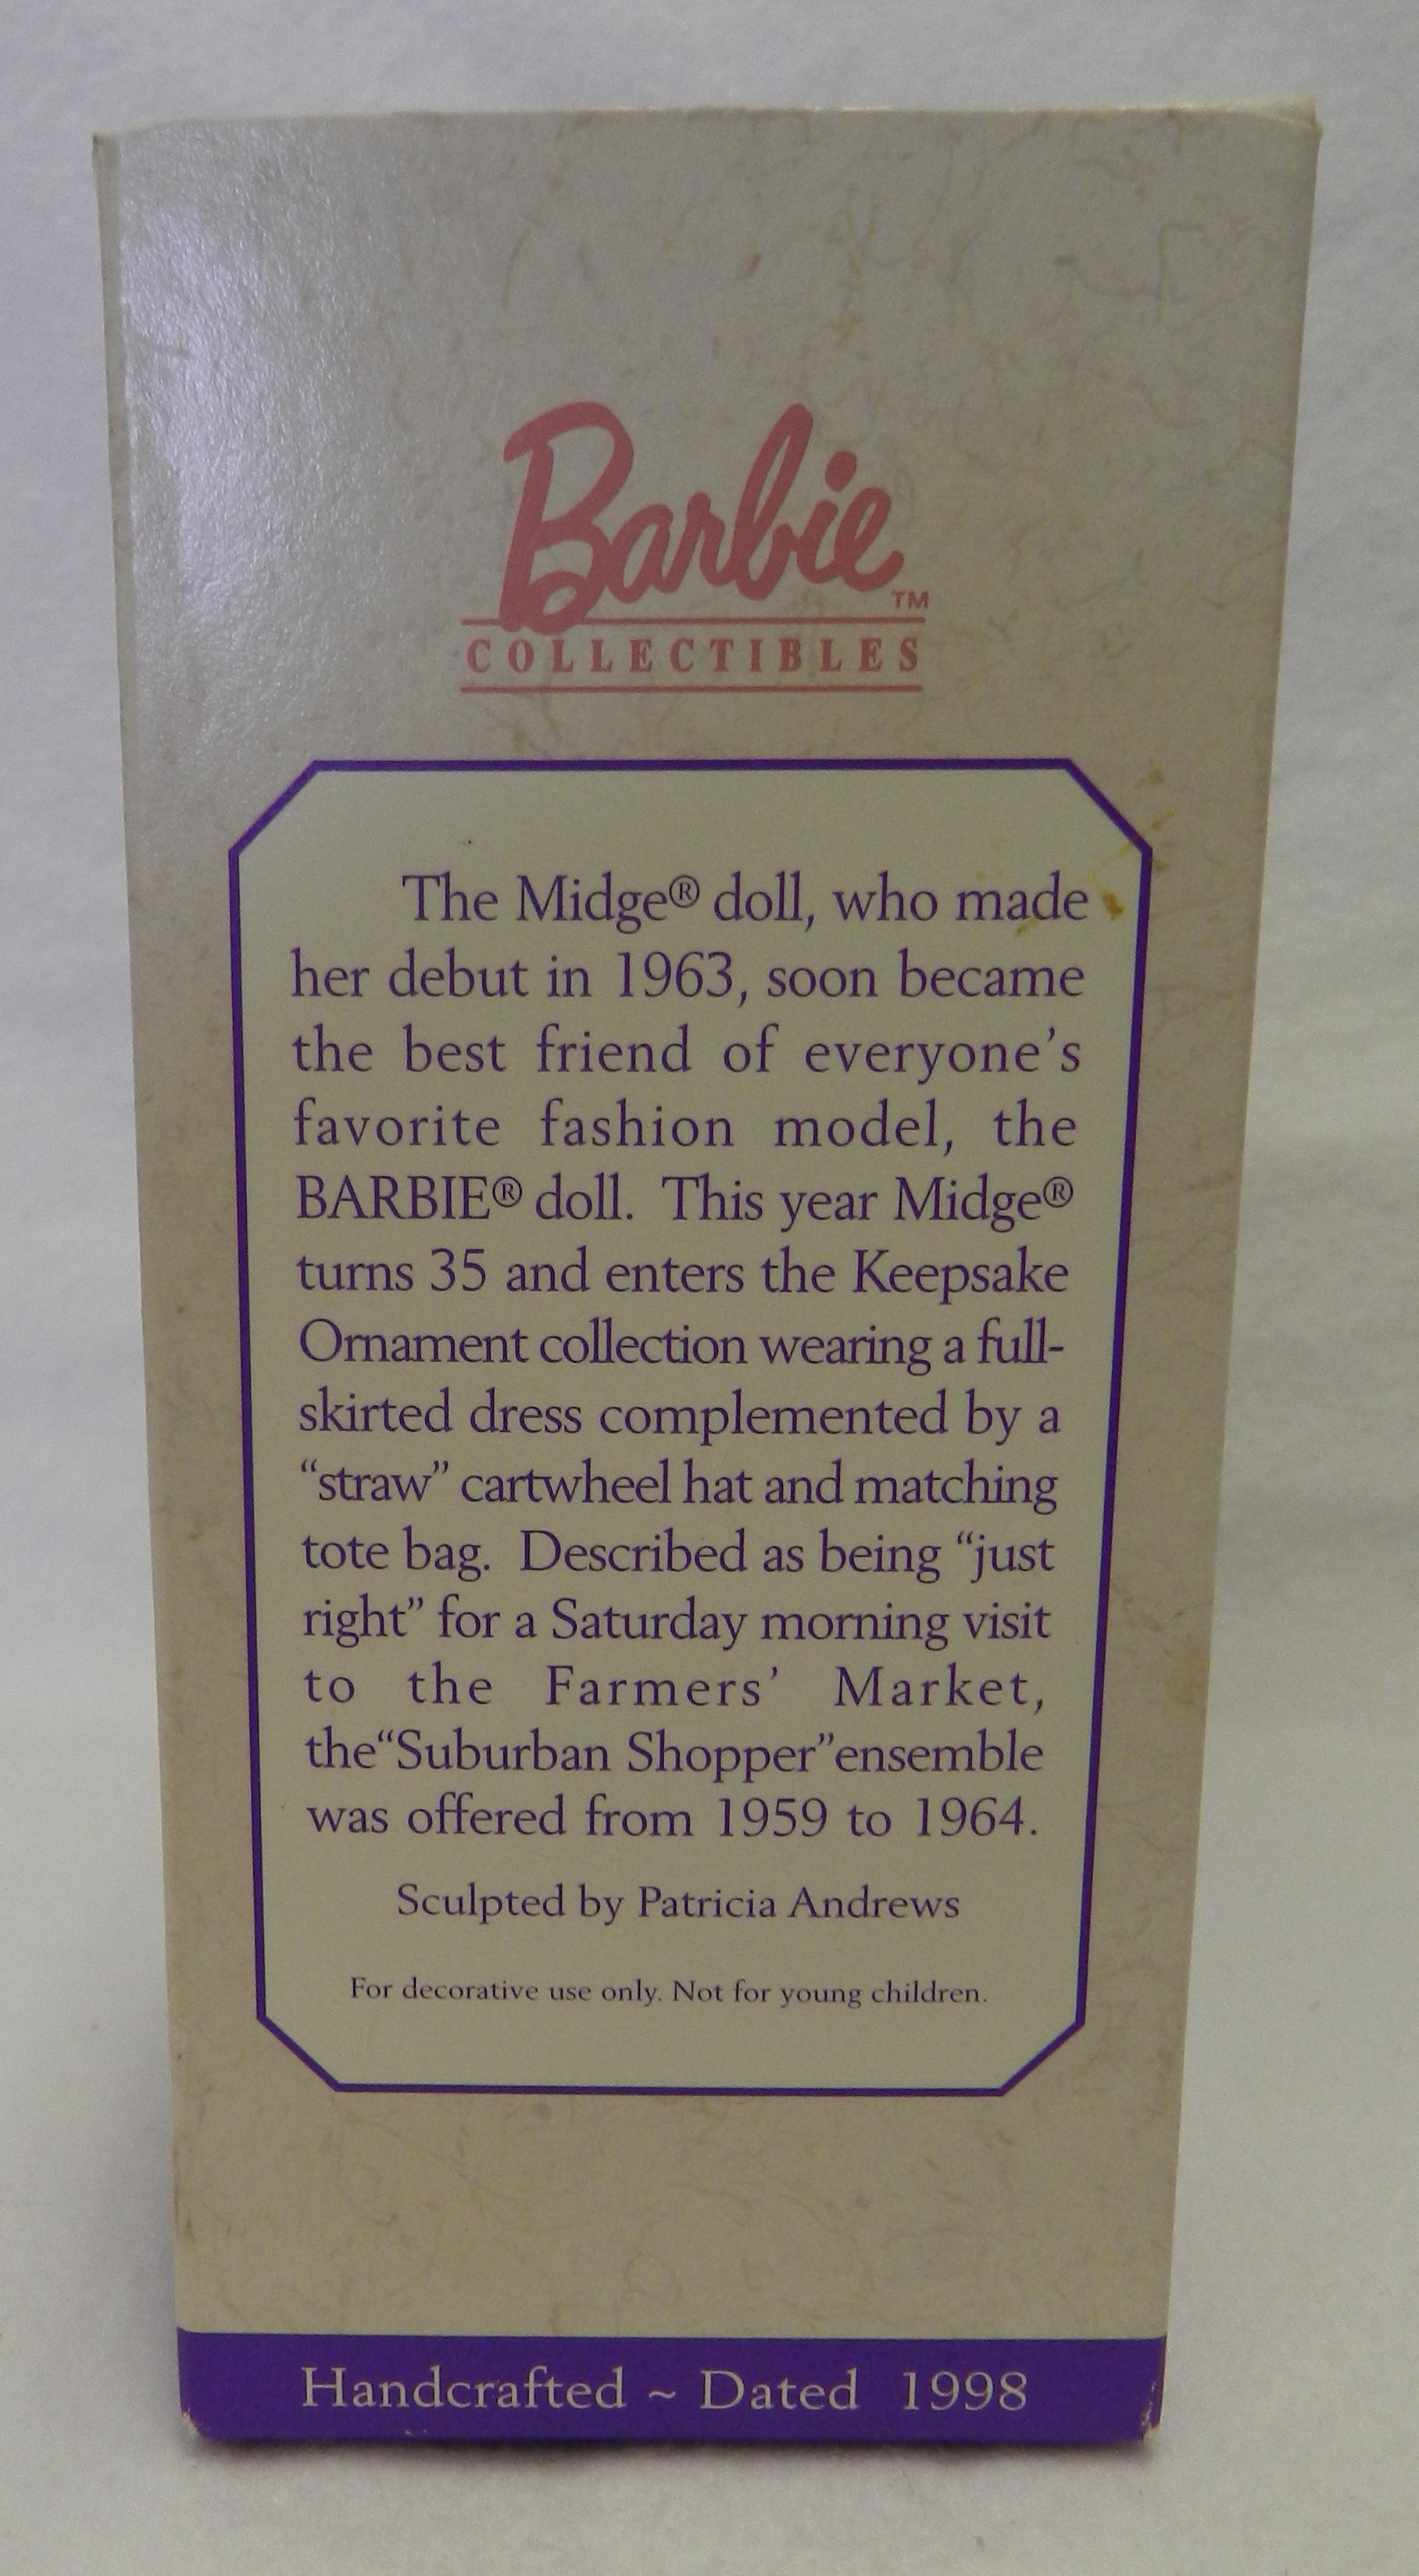 Barbie™
COLLECTIBLES
The Midge® doll, who made
her debut in 1963, soon became
the best friend of everyone’s
favorite fashion model, the
BARBIE® doll. This year Midge®
turns 35 and enters the Keepsake
Ornament collection wearing a full-
skirted dress complemented by a
“straw” cartwheel hat and matching
tote bag. Described as being “just
right” for a Saturday morning visit
to the Farmers’ Market,
the“Suburban Shopper”ensemble
was offered from 1959 to 1964.
Sculpted by Patricia Andrews
For decorative use only. Not for young children.
Handcrafted ~ Dated 1998